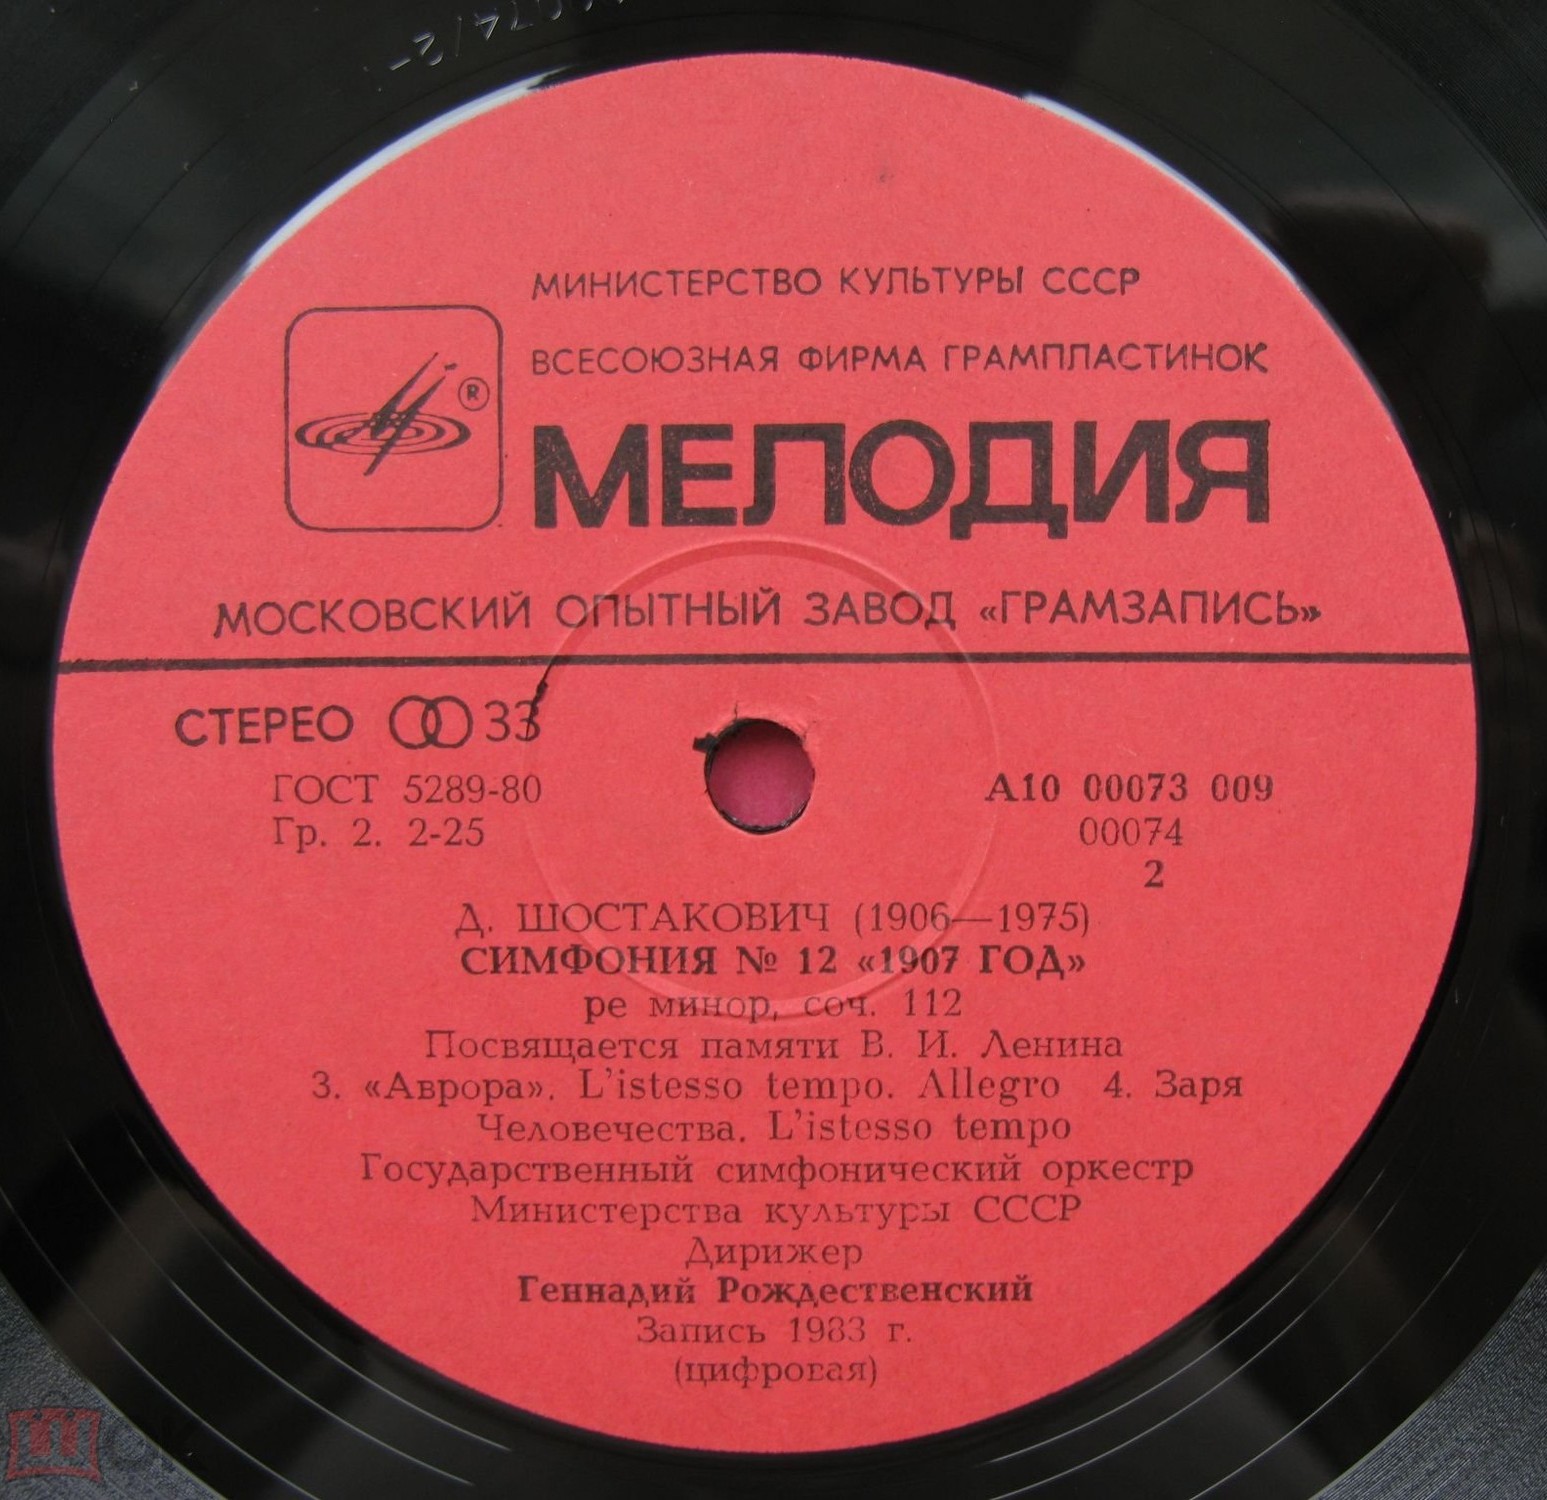 МИНИСТЕРСТВО КУЛЬТУРЫ СССР
ВСЕСОЮЗНАЯ ФИРМА ГРАМПЛАСТИНОК
®
МЕЛОДИЯ
МОСКОВСКИЙ ОПЫТНЫЙ ЗАВОД «ГРАМЗАПИСЬ»
СТЕРЕО 33
ГОСТ 5289-80
Гр. 2. 2-25
А10 00073 009
00074
2
Д. ШОСТАКОВИЧ (1906—1975)
СИМФОНИЯ № 12 «1907 ГОД»
ре минор, соч. 112
Посвящается памяти В. И. Ленина
3. «Аврора». L'istesso tempo. Allegro 4. Заря
Человечества. L'istesso tempo
Государственный симфонический оркестр
Министерства культуры СССР
Дирижер
Геннадий Рождественский
Запись 1983 г.
(цифровая)